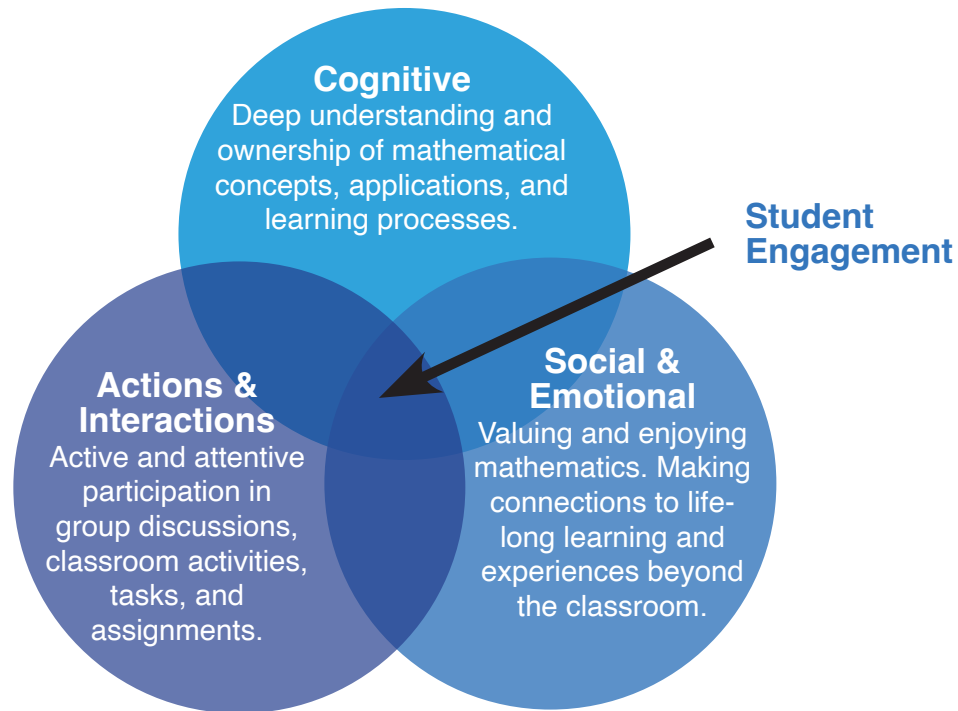 Cognitive
Deep understanding and
ownership of mathematical
concepts, applications, and
learning processes.
Student
Engagement
Actions &
Interactions
Active and attentive
participation in
group discussions,
classroom activities,
tasks, and
assignments.
Social &
Emotional
Valuing and enjoying
mathematics. Making
connections to life-
long learning and
experiences beyond
the classroom.